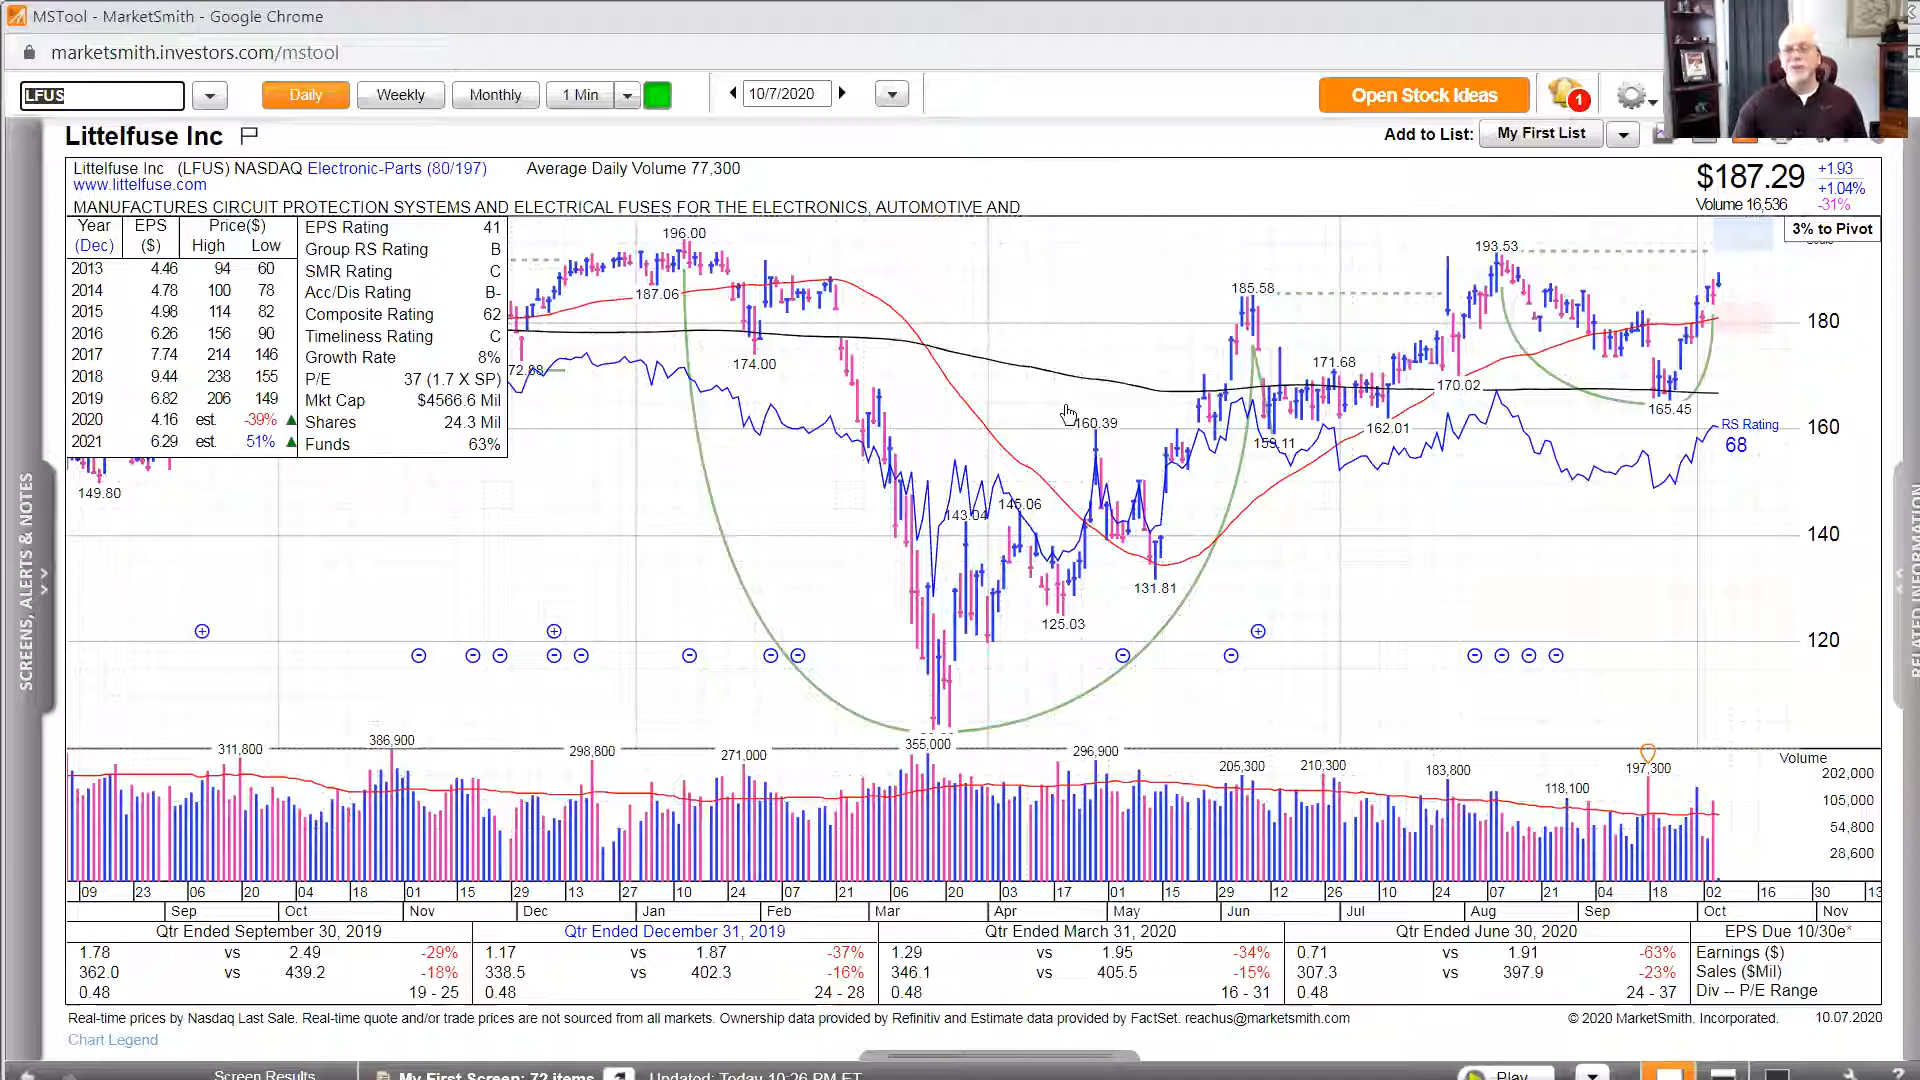 MSTool - MarketSmith - Google Chrome
marketsmith.investors.com/mstool
LFUS Daily Weekly Monthly 1 Min 10/7/2020 Open Stock Ideas 1
Littelfuse Inc Add to List: My First List
Littelfuse Inc (LFUS) NASDAQ Electronic-Parts (80/197) Average Daily Volume 77,300 $187.29 +1.93
www.littelfuse.com +1.04%
Volume 16,536 -31%
MANUFACTURES CIRCUIT PROTECTION SYSTEMS AND ELECTRICAL FUSES FOR THE ELECTRONICS, AUTOMOTIVE AND
3% to Pivot
Year EPS Price($)
(Dec) ($) High Low
2013 4.46 94 60
2014 4.78 100 78
2015 4.98 114 82
2016 6.26 156 90
2017 7.74 214 146
2018 9.44 238 155
2019 6.82 206 149
2020 4.16 est. -39%
2021 6.29 est. 51%
EPS Rating 41
Group RS Rating B
SMR Rating C
Acc/Dis Rating B-
Composite Rating 62
Timeliness Rating C
Growth Rate 8%
P/E 37 (1.7 X SP)
Mkt Cap $4566.6 Mil
Shares 24.3 Mil
Funds 63%
196.00 193.53
187.06 185.58
180
174.00 171.68
170.02
165.45
160.39 159.11 162.01 160
RS Rating
68
149.80
143.04 145.06
140
131.81
125.03
120
311,800 386,900 298,800 271,000 355,000 296,900 205,300 210,300 183,800 118,100 197,300 Volume
202,000
105,000
54,800
28,600
09 23 06 20 04 18 01 15 29 13 27 10 24 07 21 06 20 03 17 01 15 29 12 26 10 24 07 21 04 18 02 16 30 13
Sep Oct Nov Dec Jan Feb Mar Apr May Jun Jul Aug Sep Oct Nov
Qtr Ended September 30, 2019 Qtr Ended December 31, 2019 Qtr Ended March 31, 2020 Qtr Ended June 30, 2020 EPS Due 10/30e*
1.78 vs 2.49 -29% 1.17 vs 1.87 -37% 1.29 vs 1.95 -34% 0.71 vs 1.91 -63% Earnings ($)
362.0 vs 439.2 -18% 338.5 vs 402.3 -16% 346.1 vs 405.5 -15% 307.3 vs 397.9 -23% Sales ($Mil)
0.48 19 - 25 0.48 24 - 28 0.48 16 - 31 0.48 24 - 37 Div -- P/E Range
Real-time prices by Nasdaq Last Sale. Real-time quote and/or trade prices are not sourced from all markets. Ownership data provided by Refinitiv and Estimate data provided by FactSet. reachus@marketsmith.com © 2020 MarketSmith, Incorporated. 10.07.2020
Chart Legend
SCREENS, ALERTS & NOTES
RELATED INFORMATION
Screen Results My First Screen: 72 items Updated: Today 10:26 PM ET Play